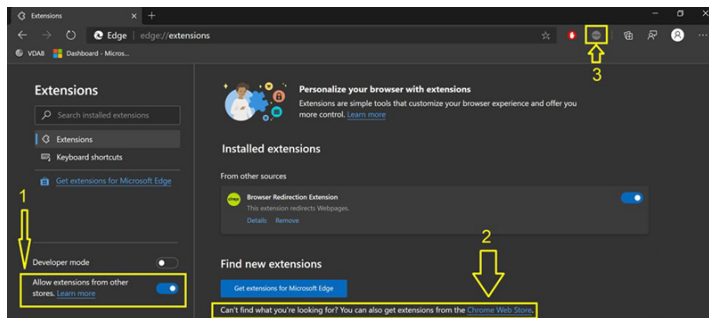 Extensions
Edge
edge://extensions
VDA8
Dashboard - Micros...
3
Extensions
Search installed extensions
Extensions
Keyboard shortcuts
Get extensions for Microsoft Edge
1
Developer mode
Allow extensions from other
stores. Learn more
Personalize your browser with extensions
Extensions are simple tools that customize your browser experience and offer you
more control. Learn more
Installed extensions
From other sources
Browser Redirection Extension
This extension redirects Webpages.
Details Remove
2
Find new extensions
Get extensions for Microsoft Edge
Can't find what you're looking for? You can also get extensions from the Chrome Web Store.